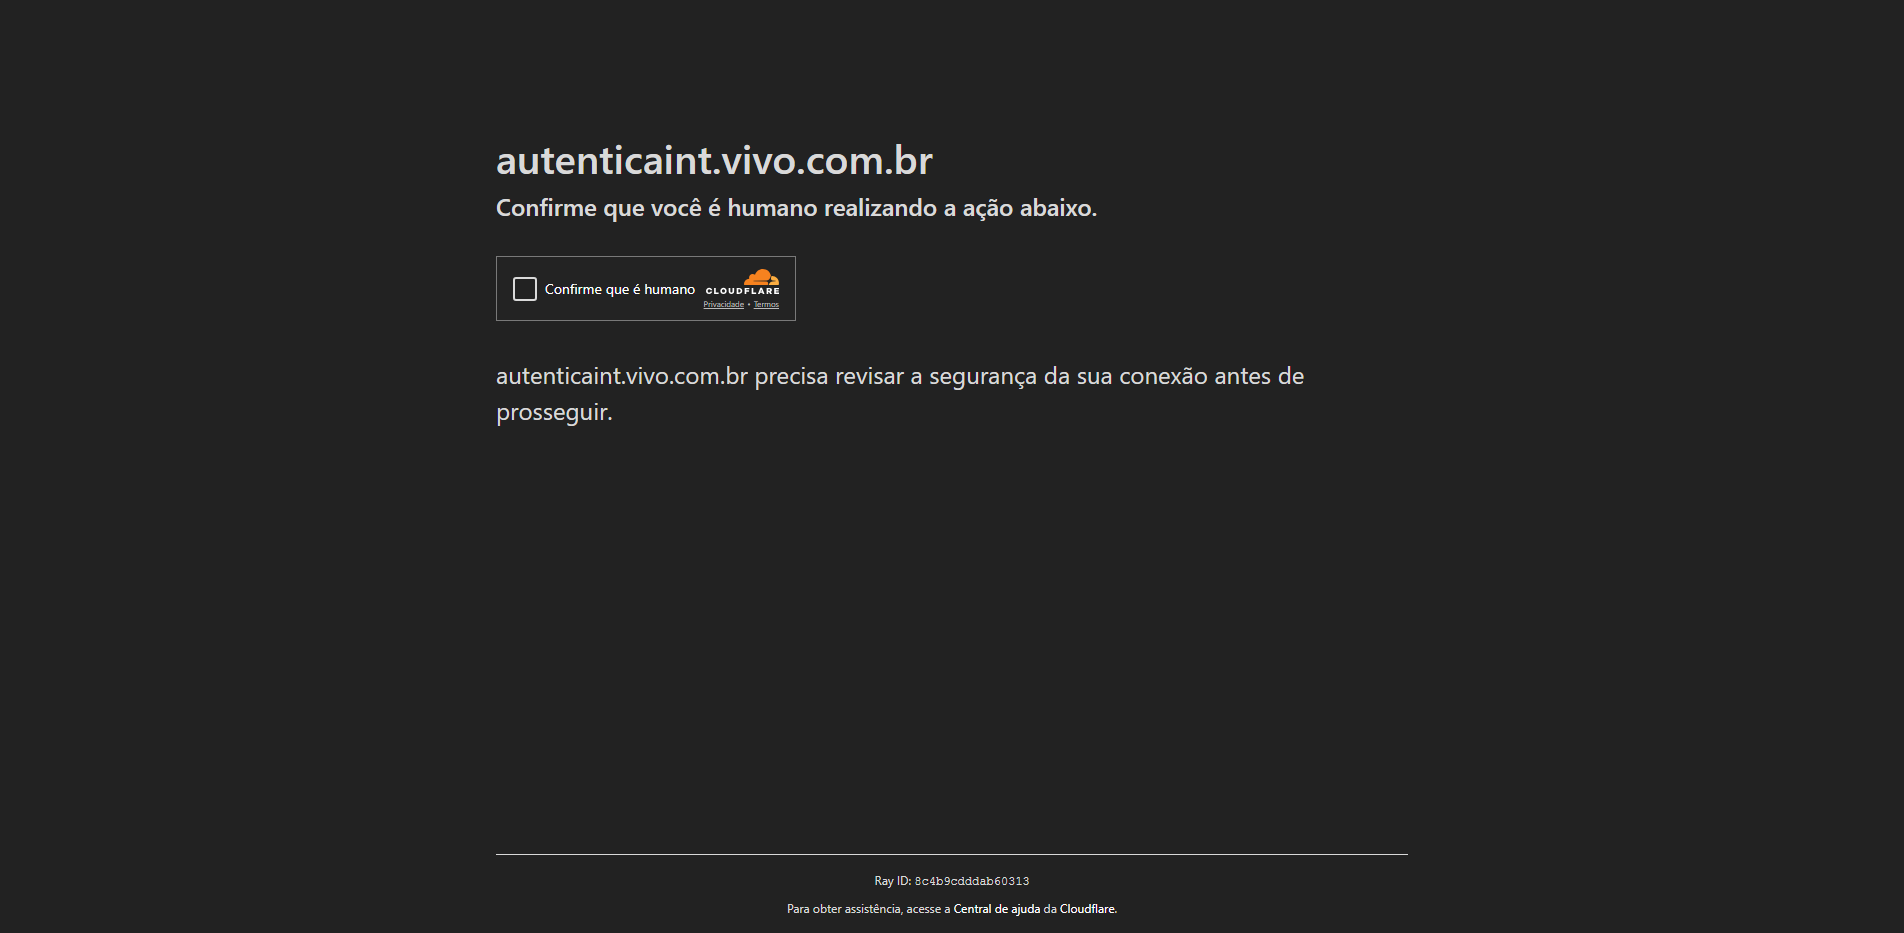 autenticaint.vivo.com.br
Confirme que você é humano realizando a ação abaixo.
Confirme que é humano
CLOUDFLARE
Privacidade • Termos
autenticaint.vivo.com.br precisa revisar a segurança da sua conexão antes de
prosseguir.
Ray ID: 8c4b9cdddab60313
Para obter assistência, acesse a Central de ajuda da Cloudflare.